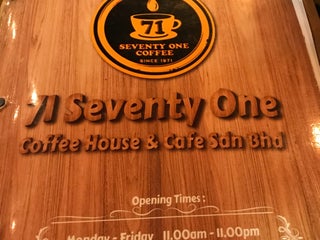 71
SEVENTY ONE
COFFEE
SINCE 1971
71 Seventy One
Coffee House & Cafe Sdn Bhd
Opening Times :
Monday - Friday 11.00am - 11.00pm